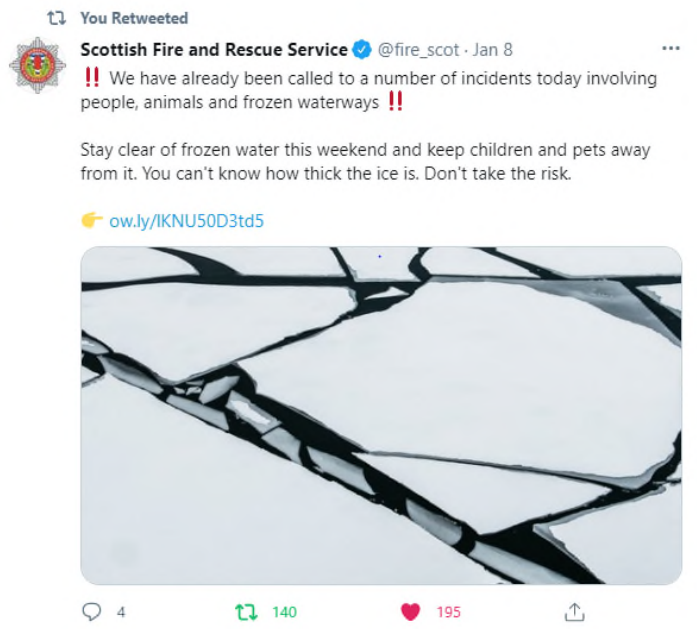 You Retweeted
Scottish Fire and Rescue Service @fire_scot · Jan 8
‼ We have already been called to a number of incidents today involving
people, animals and frozen waterways ‼
Stay clear of frozen water this weekend and keep children and pets away
from it. You can't know how thick the ice is. Don't take the risk.
👉 ow.ly/IKNU50D3td5
4 140 195